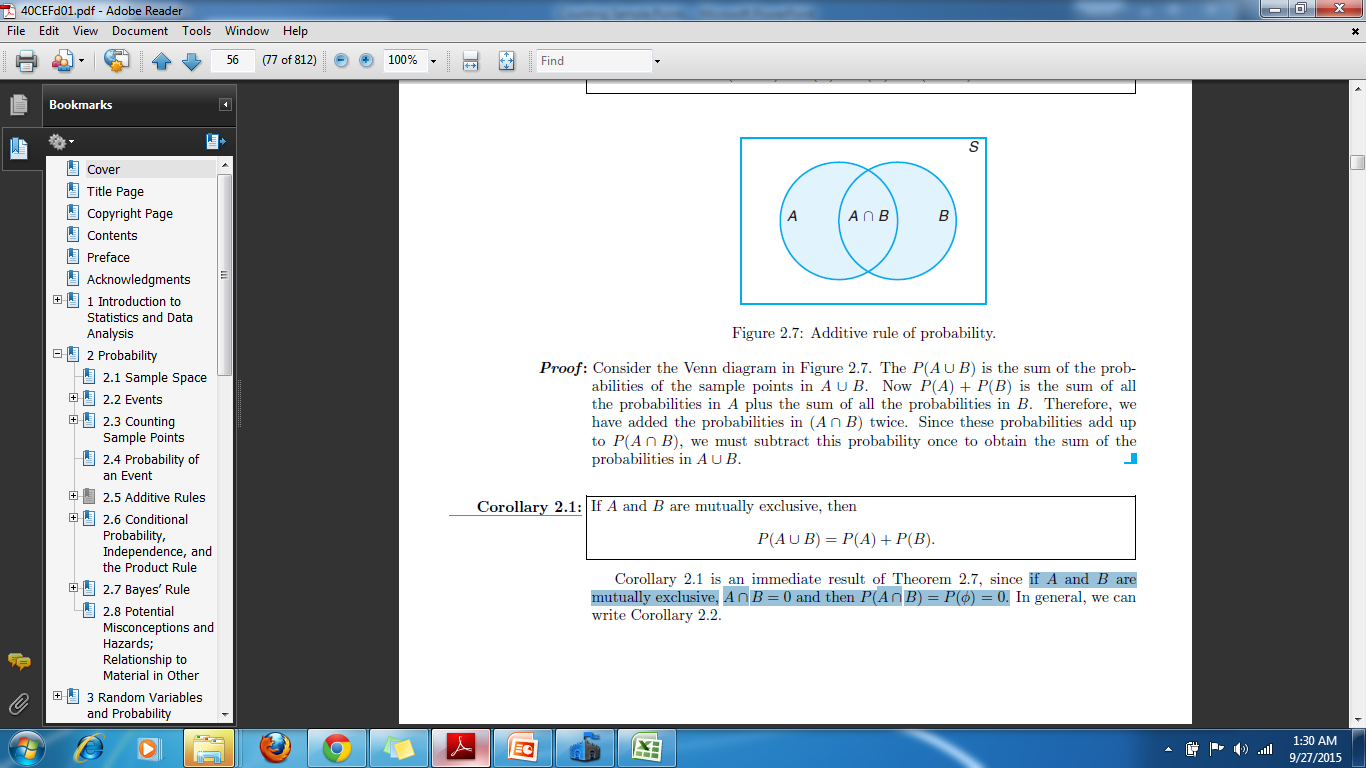 40CEFd01.pdf - Adobe Reader
File Edit View Document Tools Window Help
56 (77 of 812) 100% Find
Bookmarks
Cover
Title Page
Copyright Page
Contents
Preface
Acknowledgments
1 Introduction to
Statistics and Data
Analysis
2 Probability
2.1 Sample Space
2.2 Events
2.3 Counting
Sample Points
2.4 Probability of
an Event
2.5 Additive Rules
2.6 Conditional
Probability,
Independence, and
the Product Rule
2.7 Bayes’ Rule
2.8 Potential
Misconceptions and
Hazards;
Relationship to
Material in Other
3 Random Variables
and Probability
S
A A ∩ B B
Figure 2.7: Additive rule of probability.
Proof: Consider the Venn diagram in Figure 2.7. The P(A ∪ B) is the sum of the prob-
abilities of the sample points in A ∪ B. Now P(A) + P(B) is the sum of all
the probabilities in A plus the sum of all the probabilities in B. Therefore, we
have added the probabilities in (A ∩ B) twice. Since these probabilities add up
to P(A ∩ B), we must subtract this probability once to obtain the sum of the
probabilities in A ∪ B.
Corollary 2.1: If A and B are mutually exclusive, then
P(A ∪ B) = P(A) + P(B).
Corollary 2.1 is an immediate result of Theorem 2.7, since if A and B are
mutually exclusive, A ∩ B = 0 and then P(A ∩ B) = P(ϕ) = 0. In general, we can
write Corollary 2.2.
1:30 AM
9/27/2015